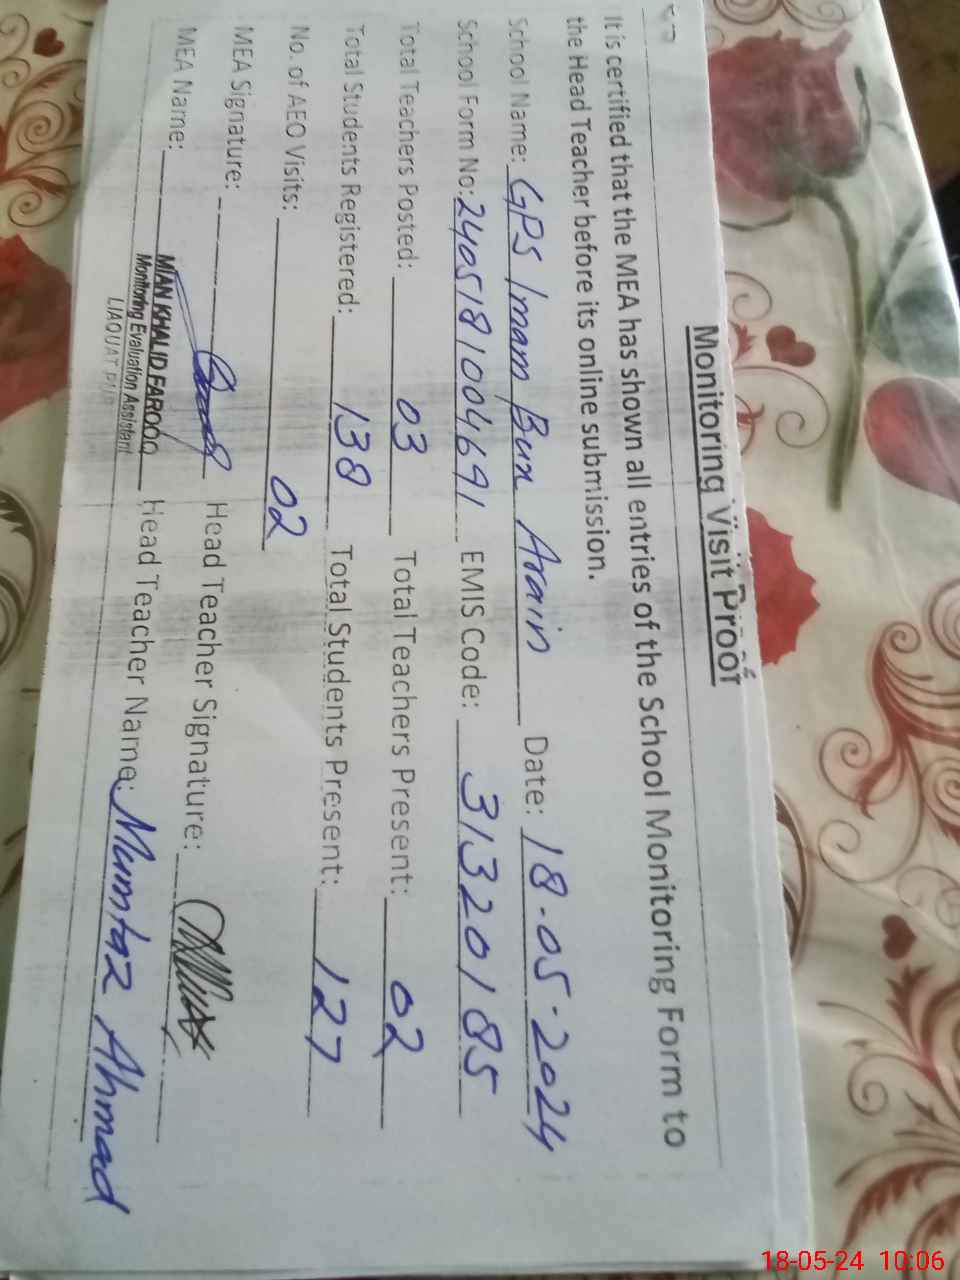 Monitoring Visit Proof
It is certified that the MEA has shown all entries of the School Monitoring Form to
the Head Teacher before its online submission.
School Name: GPS Imam Bux Arain Date: 18-05-2024
School Form No: 2405181004691 EMIS Code: 31320185
Total Teachers Posted: 03 Total Teachers Present: 02
Total Students Registered: 138 Total Students Present: 127
No. of AEO Visits: 02
MEA Signature: Head Teacher Signature:
MEA Name: MIAN KHALID FAROOQ Head Teacher Name: Mumtaz Ahmad
Monitoring Evaluation Assistant
LIAQUAT PUR
18-05-24 10:06